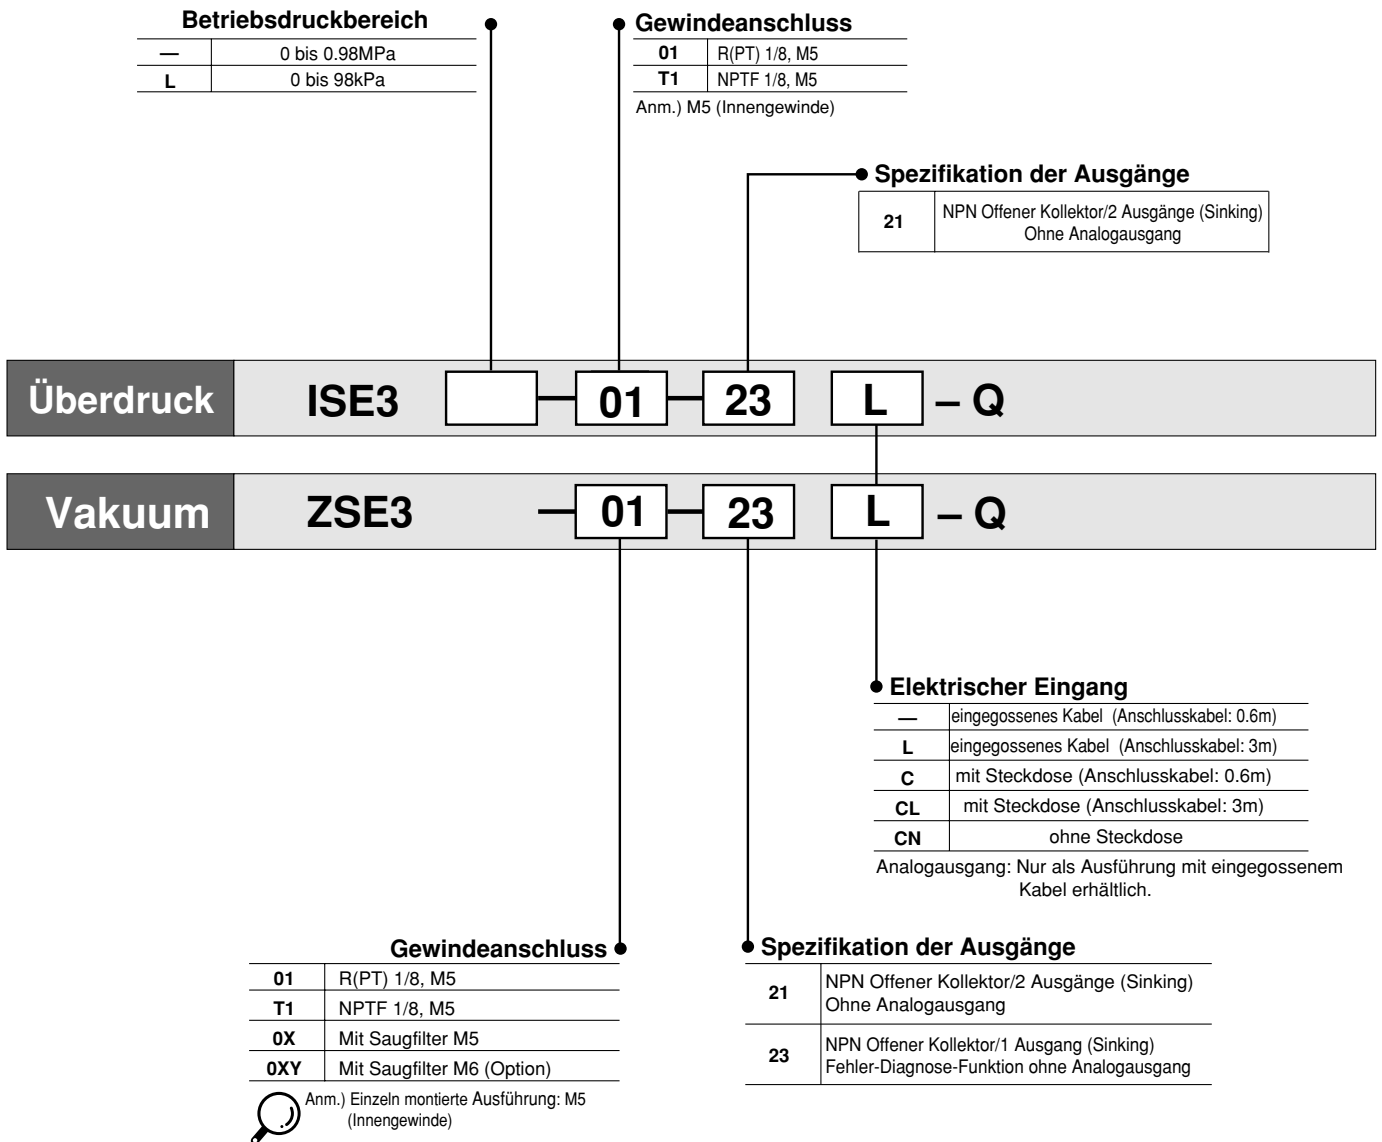 Betriebsdruckbereich
— 0 bis 0.98MPa
L 0 bis 98kPa
Gewindeanschluss
01 R(PT) 1/8, M5
T1 NPTF 1/8, M5
Anm.) M5 (Innengewinde)
Spezifikation der Ausgänge
21 NPN Offener Kollektor/2 Ausgänge (Sinking)
Ohne Analogausgang
Überdruck ISE3 — 01 — 23 L – Q
Vakuum ZSE3 — 01 — 23 L – Q
Elektrischer Eingang
— eingegossenes Kabel (Anschlusskabel: 0.6m)
L eingegossenes Kabel (Anschlusskabel: 3m)
C mit Steckdose (Anschlusskabel: 0.6m)
CL mit Steckdose (Anschlusskabel: 3m)
CN ohne Steckdose
Analogausgang: Nur als Ausführung mit eingegossenem
Kabel erhältlich.
Gewindeanschluss
01 R(PT) 1/8, M5
T1 NPTF 1/8, M5
0X Mit Saugfilter M5
0XY Mit Saugfilter M6 (Option)
Anm.) Einzeln montierte Ausführung: M5
(Innengewinde)
Spezifikation der Ausgänge
21 NPN Offener Kollektor/2 Ausgänge (Sinking)
Ohne Analogausgang
23 NPN Offener Kollektor/1 Ausgang (Sinking)
Fehler-Diagnose-Funktion ohne Analogausgang